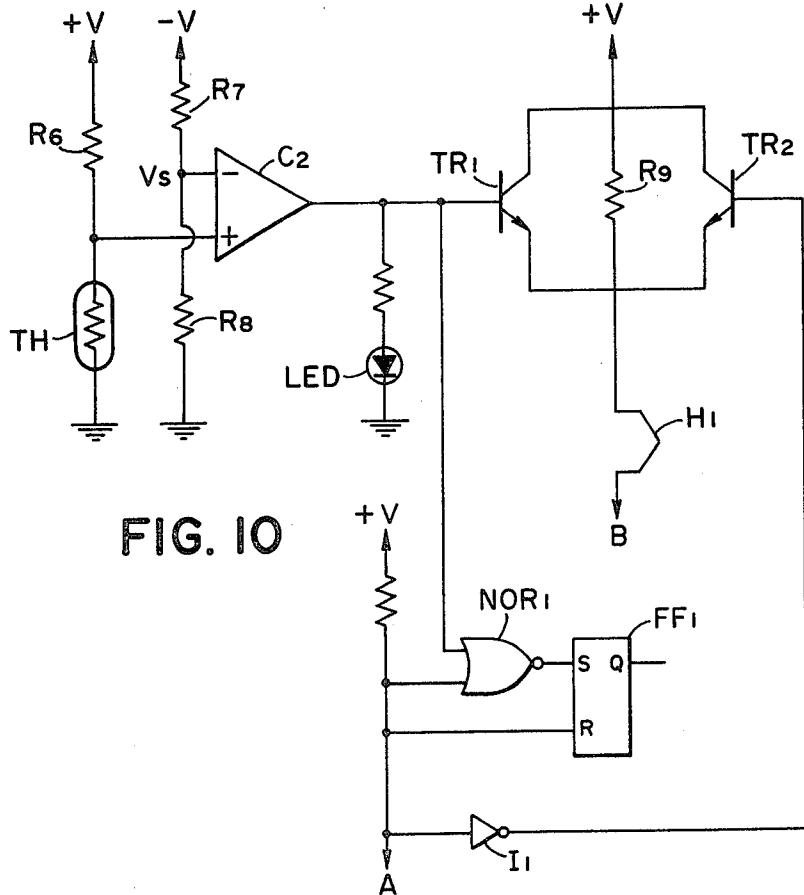 +V
-V
+V
R7
R6
C2
TR1
TR2
Vs
-
R9
+
TH
R8
LED
H1
FIG. 10
+V
B
NOR1
FF1
S Q
R
I1
A